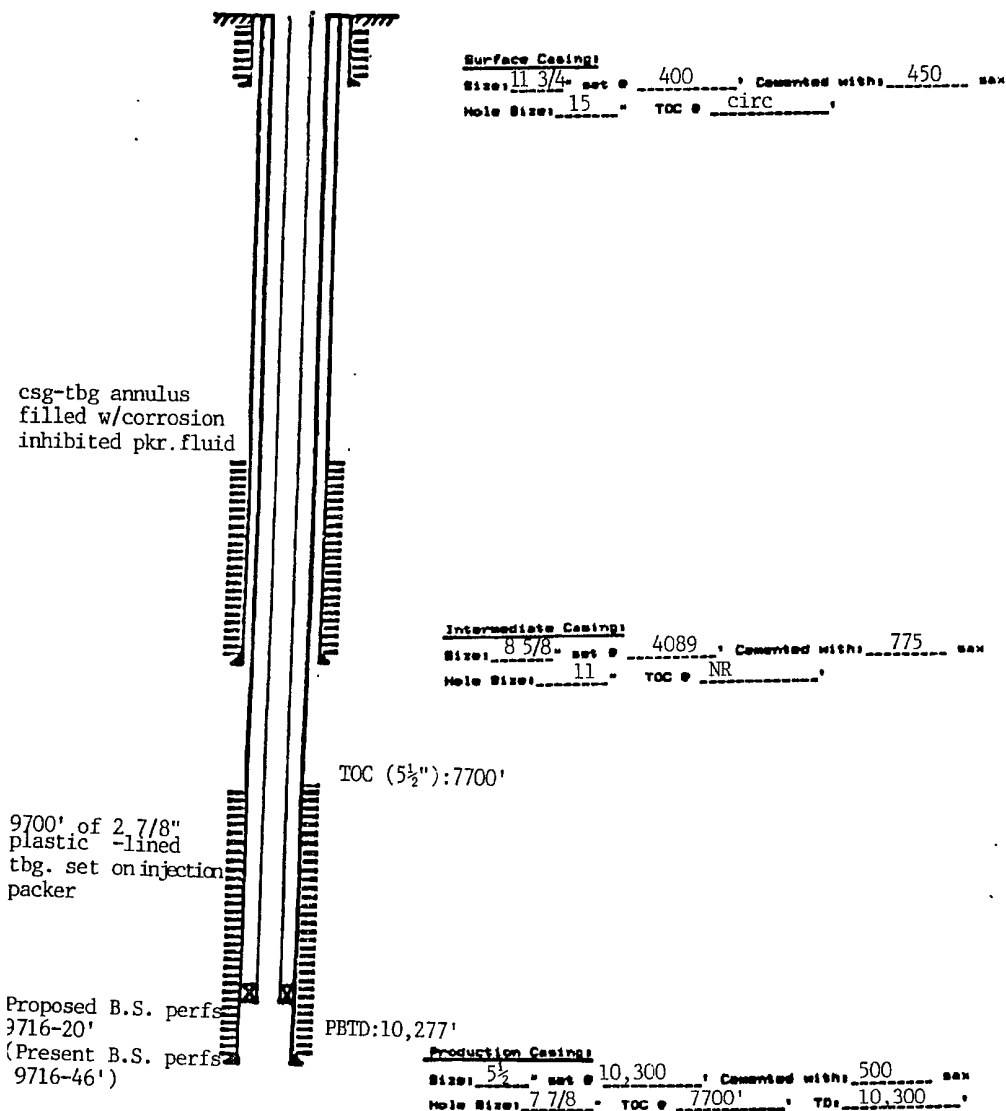 Surface Casing:
Size: 11 3/4" set @ 400' Cemented with: 450 sax
Hole Size: 15" TOC @ circ'
csg-tbg annulus
filled w/corrosion
inhibited pkr.fluid
Intermediate Casing:
Size: 8 5/8" set @ 4089' Cemented with: 775 sax
Hole Size: 11" TOC @ NR'
TOC (5½"):7700'
9700' of 2 7/8"
plastic -lined
tbg. set on injection
packer
Proposed B.S. perfs
9716-20'
(Present B.S. perfs
9716-46')
PBTD:10,277'
Production Casing:
Size: 5½" set @ 10,300' Cemented with: 500 sax
Hole Size: 7 7/8" TOC @ 7700' TD: 10,300'